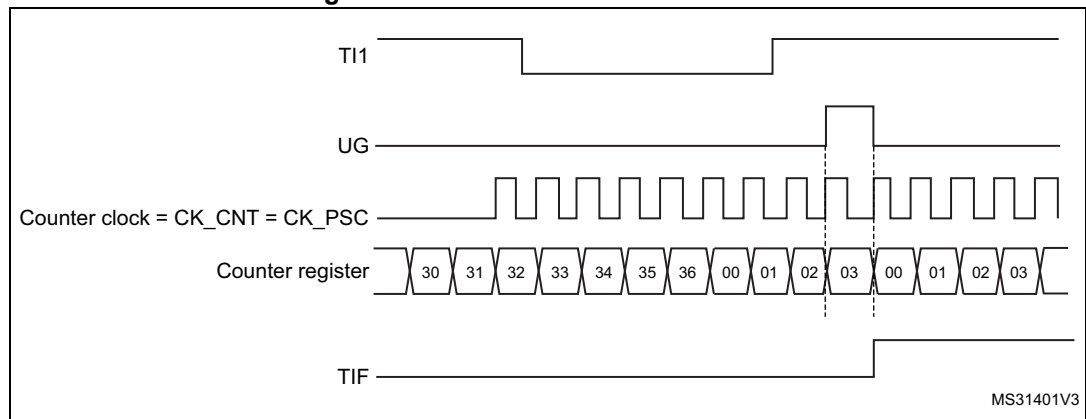 TI1
UG
Counter clock = CK_CNT = CK_PSC
Counter register 30 31 32 33 34 35 36 00 01 02 03 00 01 02 03
TIF
MS31401V3